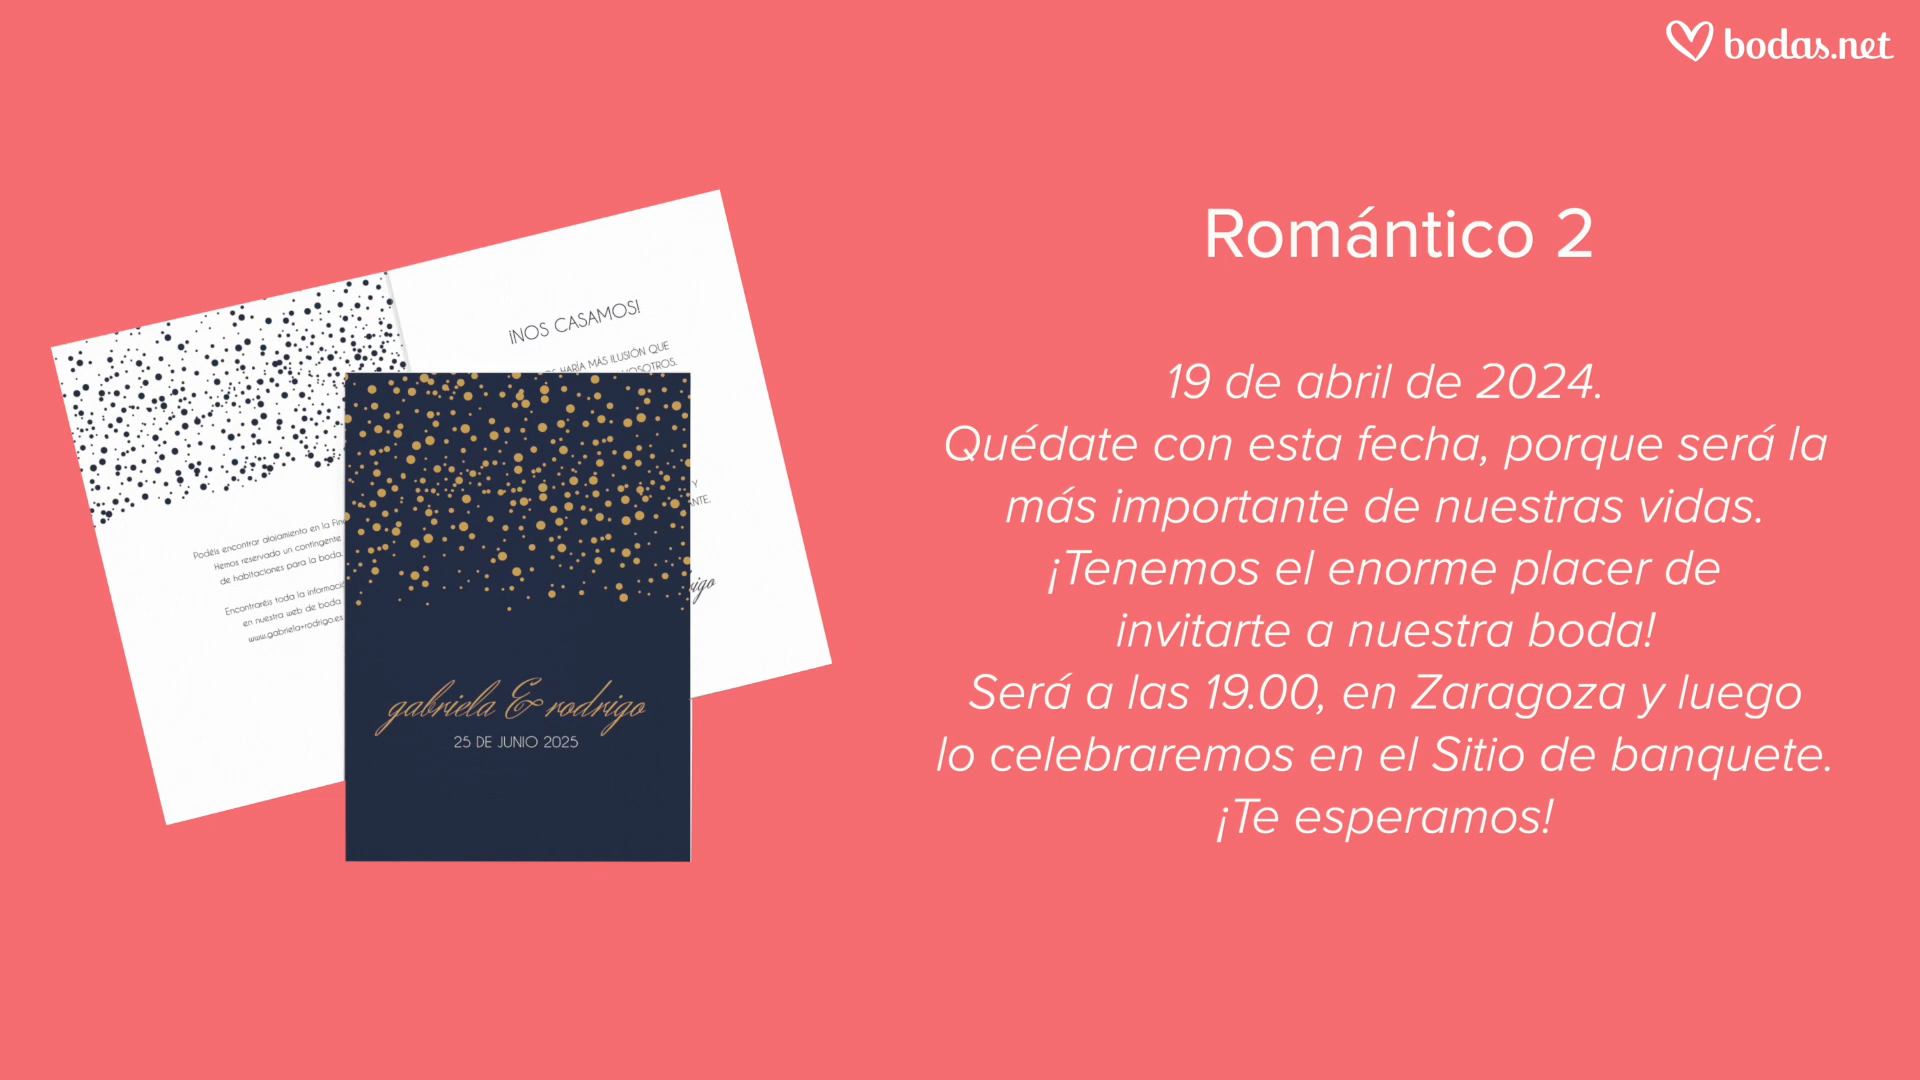 bodas.net
Romántico 2
19 de abril de 2024.
Quédate con esta fecha, porque será la
más importante de nuestras vidas.
¡Tenemos el enorme placer de
invitarte a nuestra boda!
Será a las 19.00, en Zaragoza y luego
lo celebraremos en el Sitio de banquete.
¡Te esperamos!
¡NOS CASAMOS!
HARÍA MÁS ILUSIÓN QUE
Podéis encontrar alojamiento en la
Hemos reservado un contingente
de habitaciones para la boda.
Encontraréis toda la
en nuestra web de boda
www.gabriela+rodrigo.es
gabriela & rodrigo
25 DE JUNIO 2025